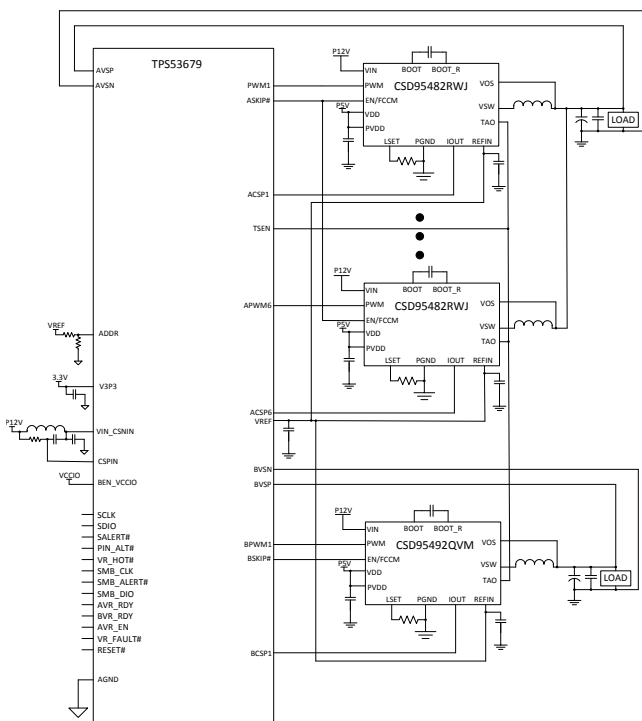 TPS53679
AVSP
AVSN
PWM1
ASKIP#
ACSP1
TSEN
APWM6
ACSP6
VREF
BVSN
BVSP
BPWM1
BSKIP#
BCSP1
VREF
ADDR
3.3V
V3P3
P12V
VIN_CSNIN
CSPIN
VCCIO
BEN_VCCIO
SCLK
SDIO
SALERT#
PIN_ALT#
VR_HOT#
SMB_CLK
SMB_ALERT#
SMB_DIO
AVR_RDY
BVR_RDY
AVR_EN
VR_FAULT#
RESET#
AGND
P12V
P5V
VIN
BOOT BOOT_R
PWM
CSD95482RWJ
EN/FCCM
VDD
PVDD
LSET PGND IOUT REFIN
VOS
VSW
TAO
LOAD
P12V
P5V
VIN
BOOT BOOT_R
PWM
CSD95482RWJ
EN/FCCM
VDD
PVDD
LSET PGND IOUT REFIN
VOS
VSW
TAO
P12V
P5V
VIN
BOOT BOOT_R
PWM
CSD95492QVM
EN/FCCM
VDD
PVDD
LSET PGND IOUT REFIN
VOS
VSW
TAO
LOAD